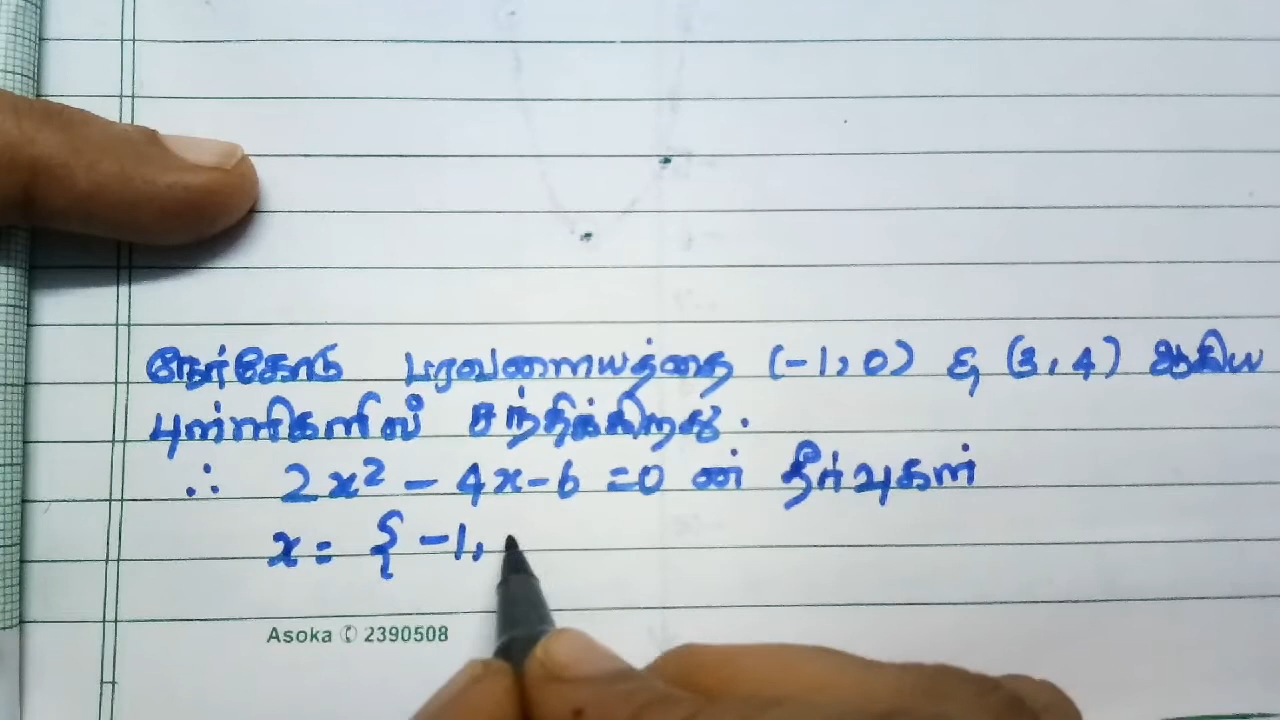 நேர்கோடு பரவளையத்தை (-1, 0) & (3, 4) ஆகிய
புள்ளிகளில் சந்திக்கிறது.
∴ 2x² - 4x - 6 = 0 ன் தீர்வுகள்
x = { -1,
Asoka ✆ 2390508